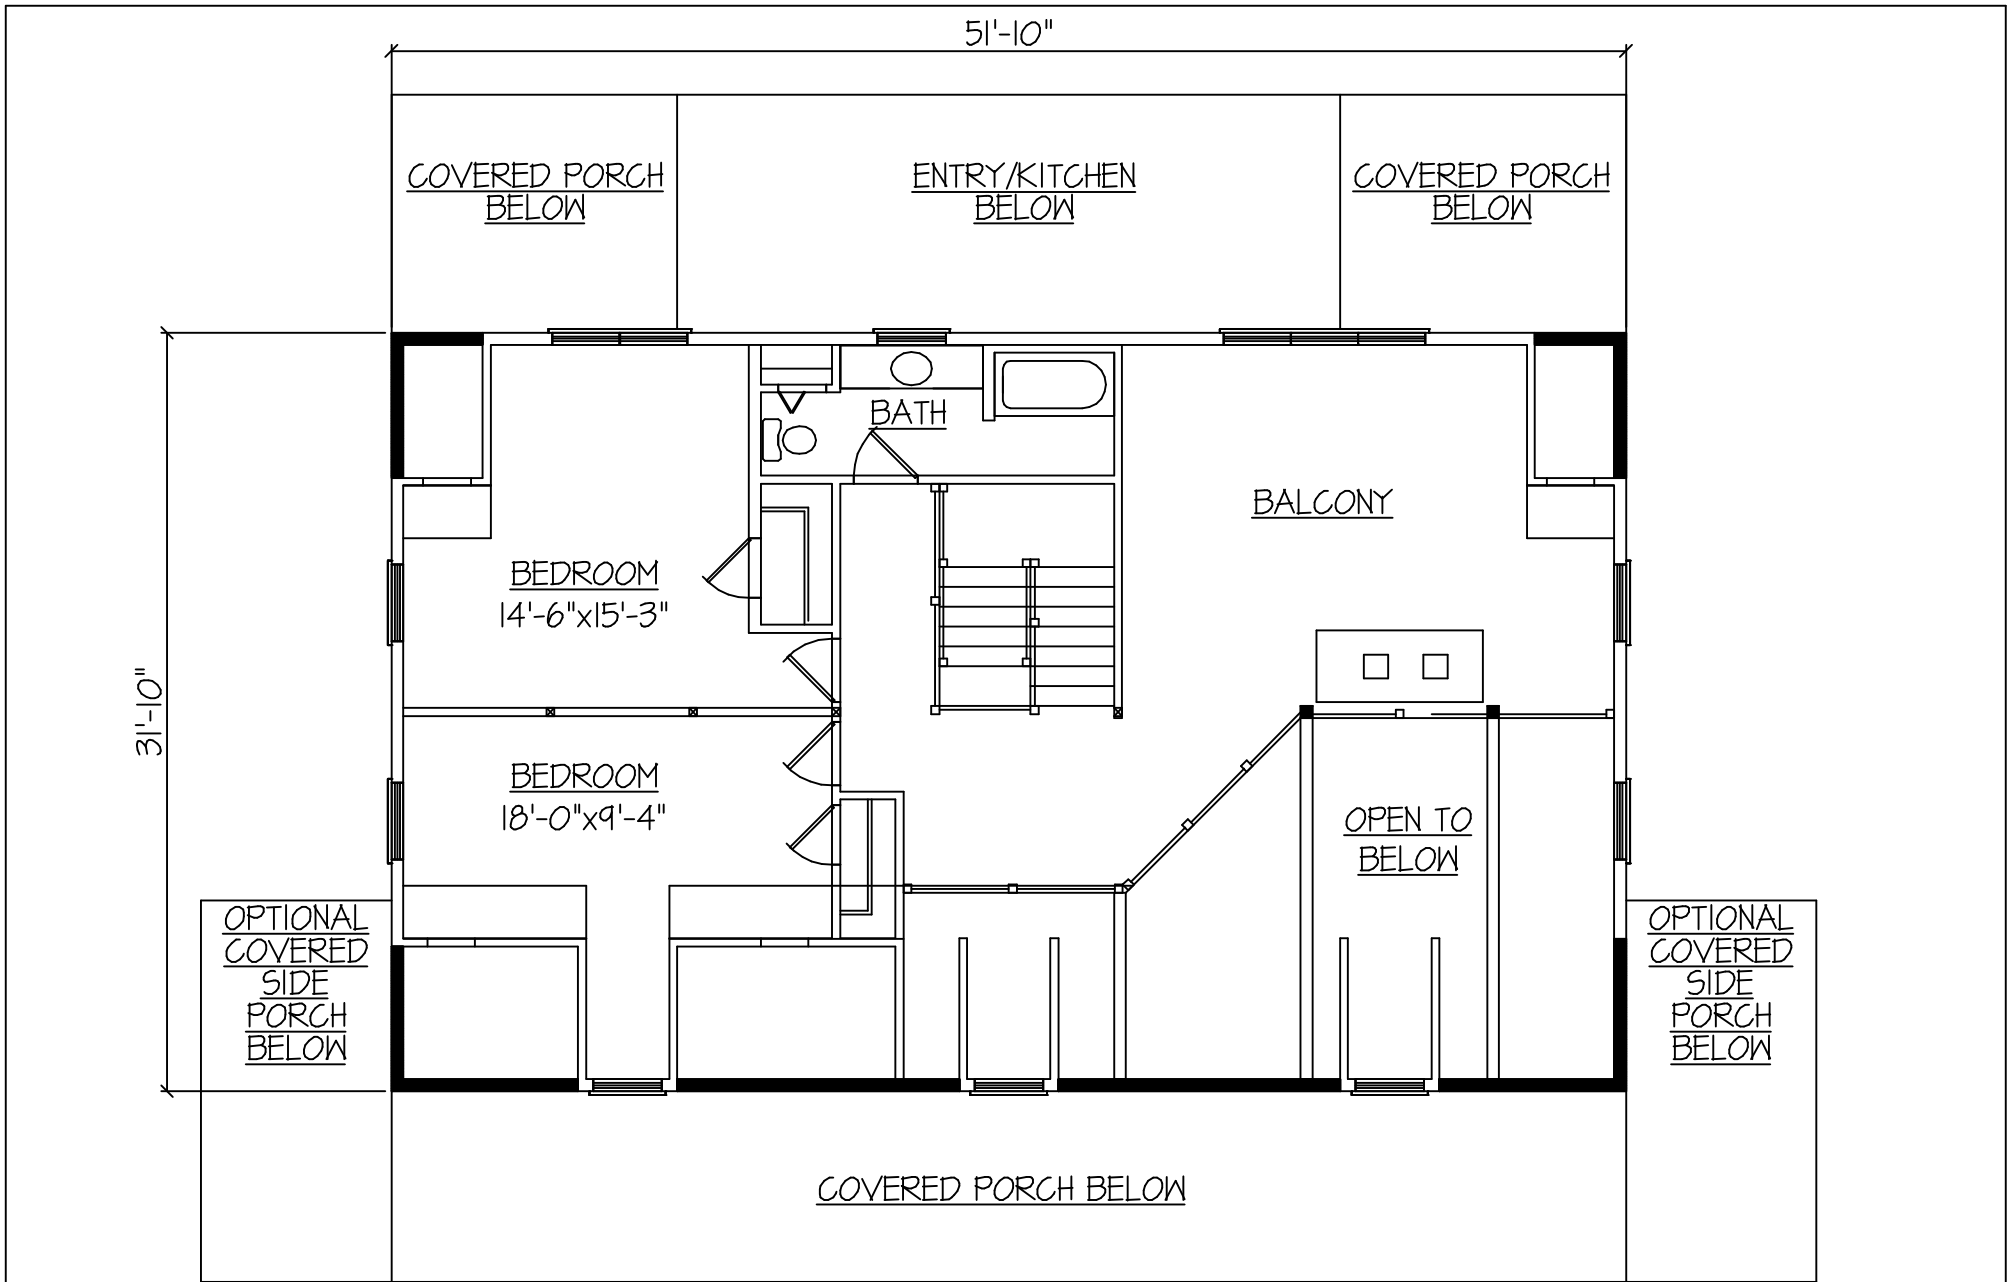 51'-10"
COVERED PORCH
BELOW
ENTRY/KITCHEN
BELOW
COVERED PORCH
BELOW
BATH
BALCONY
BEDROOM
14'-6"x15'-3"
31'-10"
BEDROOM
18'-0"x9'-4"
OPEN TO
BELOW
OPTIONAL
COVERED
SIDE
PORCH
BELOW
OPTIONAL
COVERED
SIDE
PORCH
BELOW
COVERED PORCH BELOW